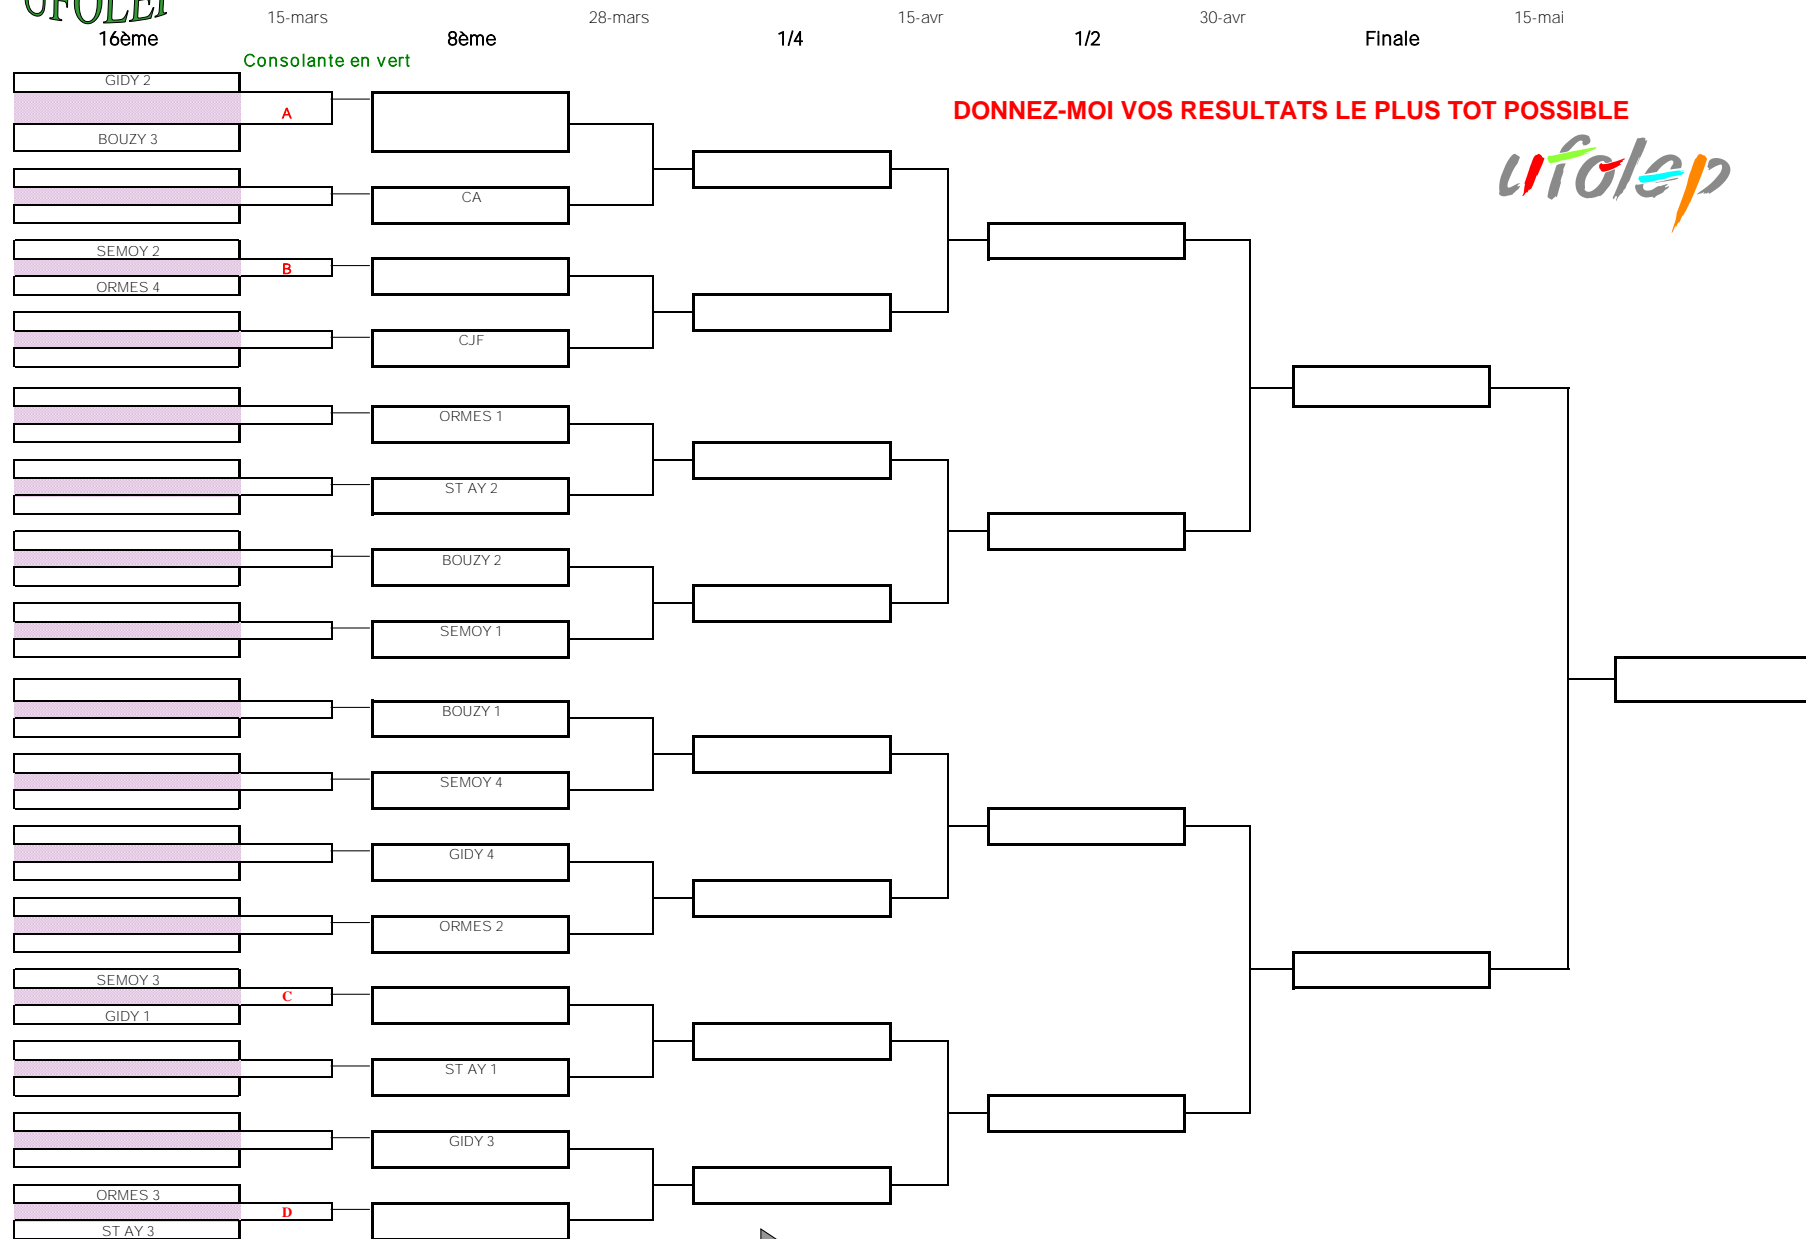 UFOLEP
15-mars
28-mars
15-avr
30-avr
15-mai
16ème
8ème
1/4
1/2
Finale
Consolante en vert
DONNEZ-MOI VOS RESULTATS LE PLUS TOT POSSIBLE
ufolep
GIDY 2
A
BOUZY 3
CA
SEMOY 2
B
ORMES 4
CJF
ORMES 1
ST AY 2
BOUZY 2
SEMOY 1
BOUZY 1
SEMOY 4
GIDY 4
ORMES 2
SEMOY 3
C
GIDY 1
ST AY 1
GIDY 3
ORMES 3
D
ST AY 3